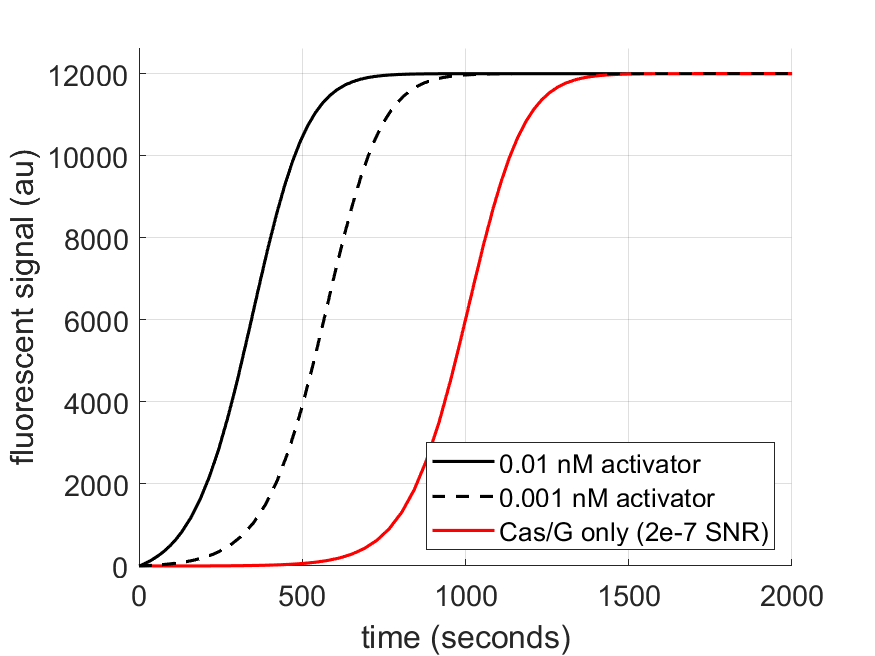 12000
10000
8000
6000
4000
2000
0
fluorescent signal (au)
0.01 nM activator
0.001 nM activator
Cas/G only (2e-7 SNR)
0 500 1000 1500 2000
time (seconds)